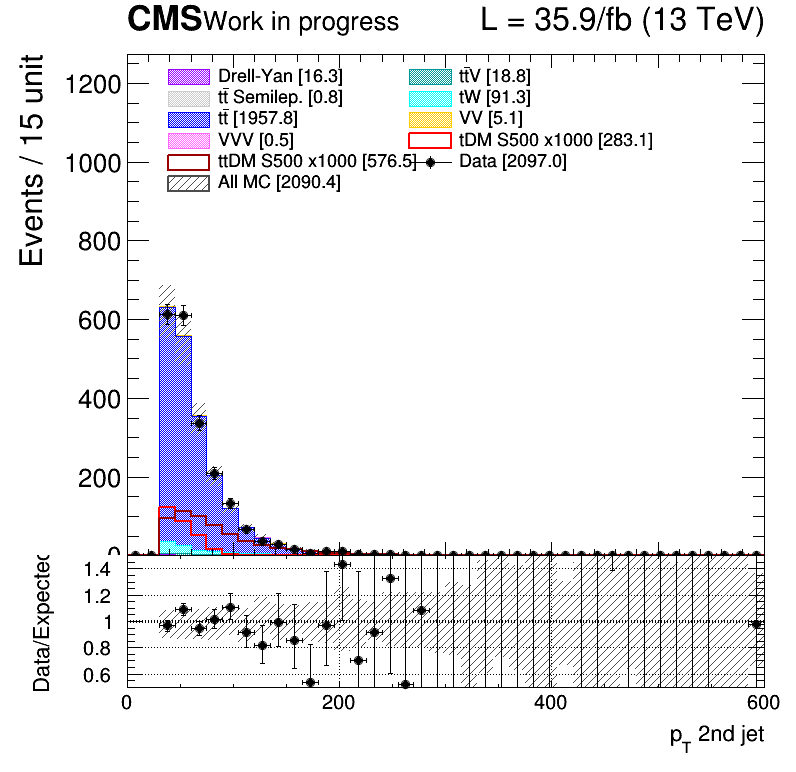 CMS Work in progress L = 35.9/fb (13 TeV)
Events / 15 unit
1200
1000
800
600
400
200
0
Drell-Yan [16.3]
tt̄V [18.8]
tt̄ Semilep. [0.8]
tW [91.3]
tt̄ [1957.8]
VV [5.1]
VVV [0.5]
tDM S500 x1000 [283.1]
ttDM S500 x1000 [576.5]
Data [2097.0]
All MC [2090.4]
Data/Expected
1.4
1.2
1
0.8
0.6
0 200 400 600
p_T 2nd jet